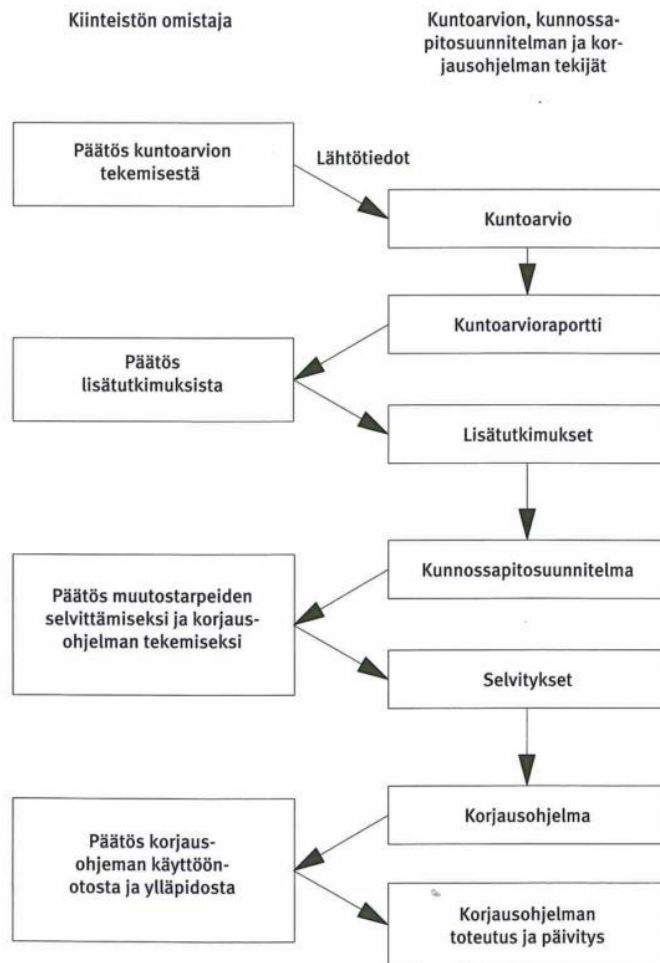 Kiinteistön omistaja
Kuntoarvion, kunnossa-
pitosuunnitelman ja kor-
jausohjelman tekijät
Päätös kuntoarvion
tekemisestä
Lähtötiedot
Kuntoarvio
Kuntoarvioraportti
Päätös
lisätutkimuksista
Lisätutkimukset
Kunnossapitosuunnitelma
Päätös muutostarpeiden
selvittämiseksi ja korjaus-
ohjelman tekemiseksi
Selvitykset
Korjausohjelma
Päätös korjaus-
ohjeman käyttöön-
otosta ja ylläpidosta
Korjausohjelman
toteutus ja päivitys